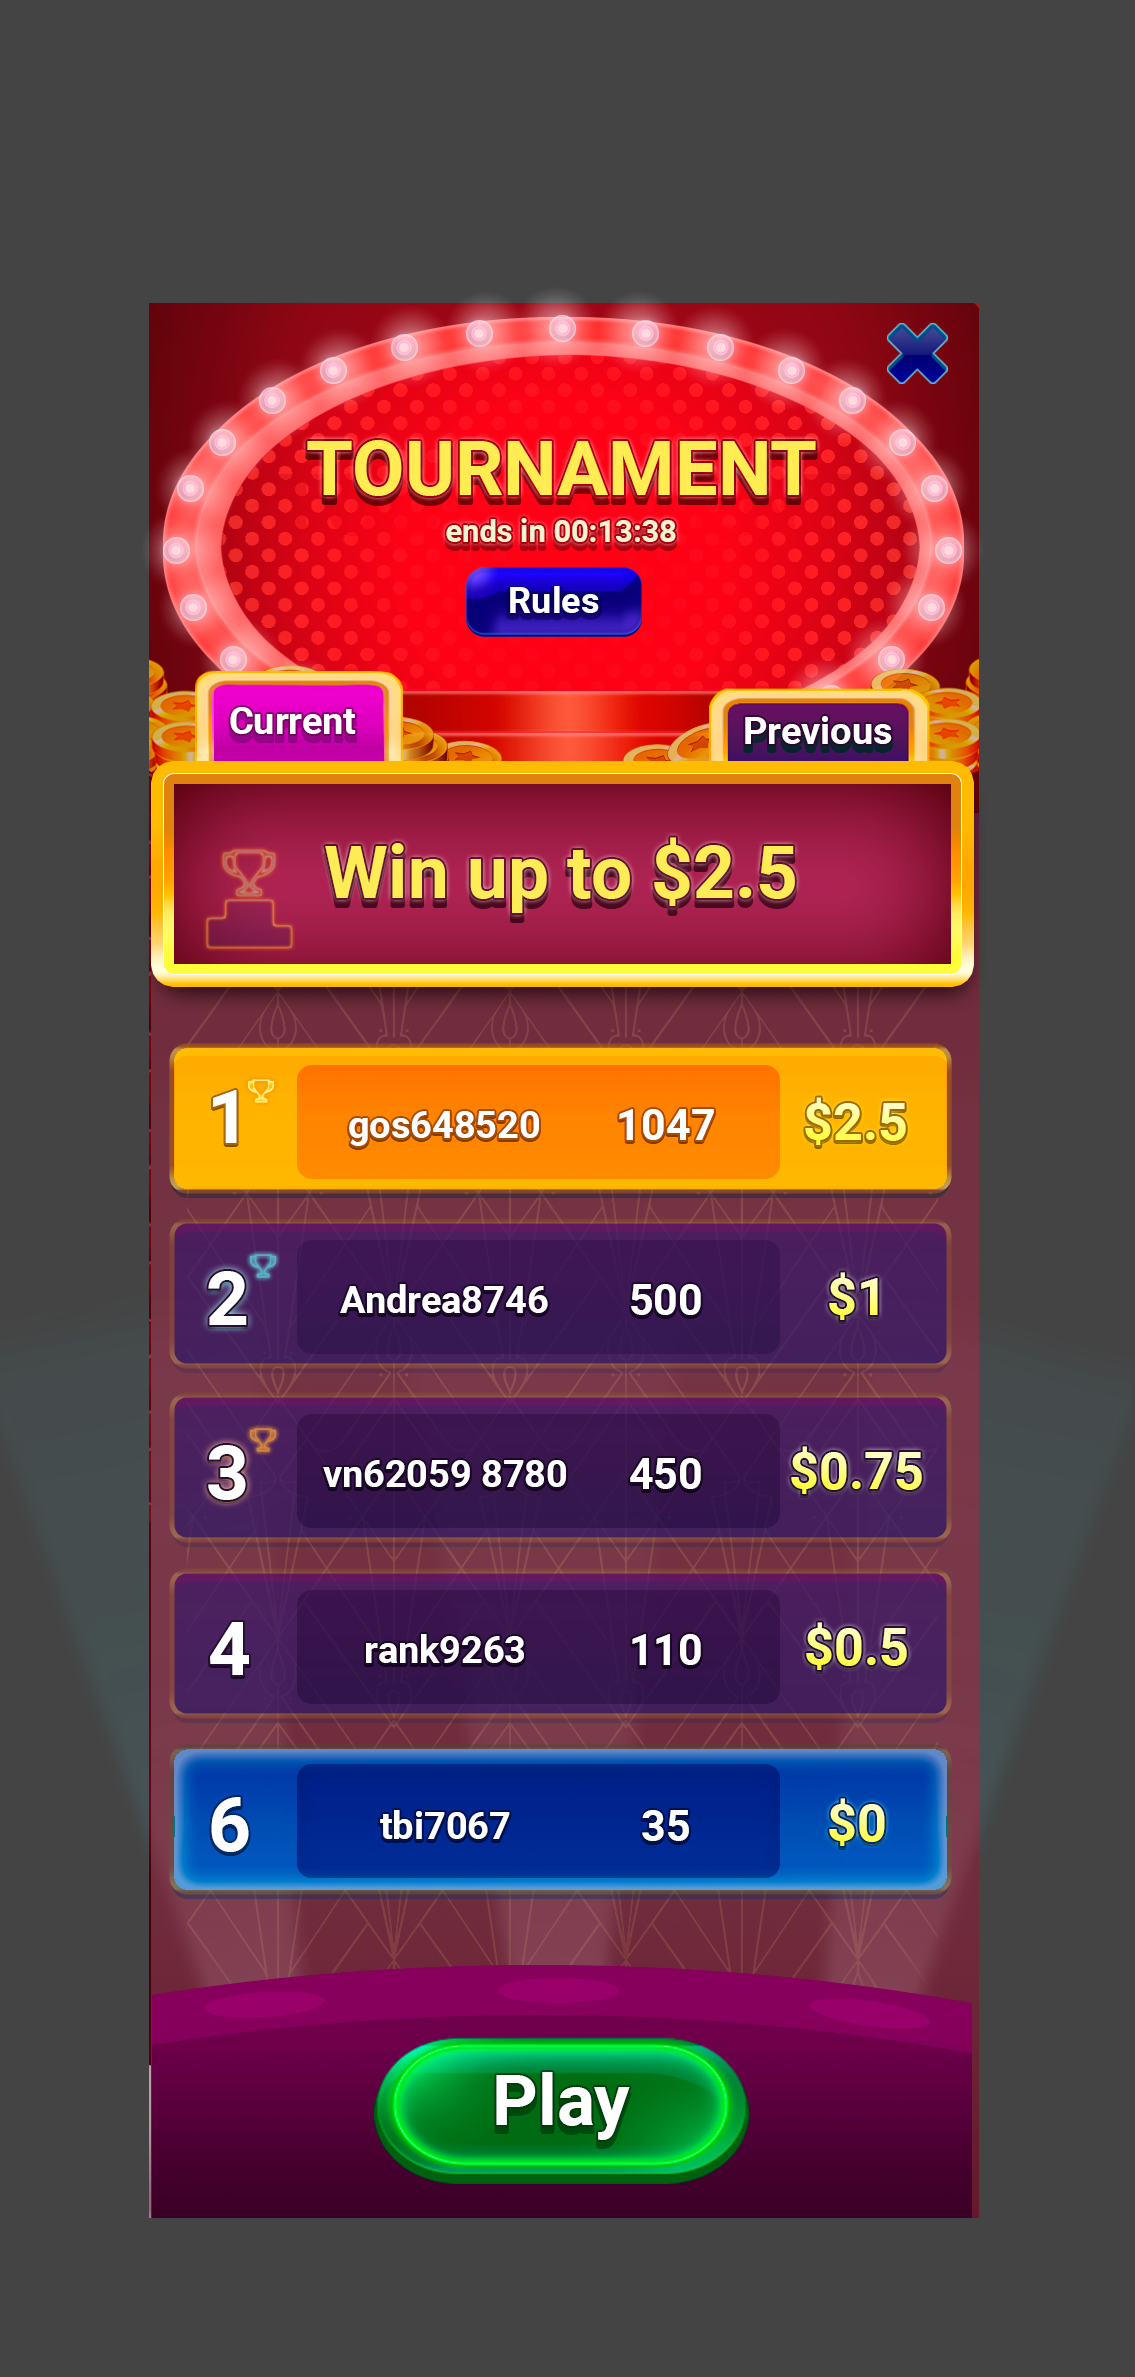 TOURNAMENT
ends in 00:13:38
Rules
Current
Previous
Win up to $2.5
1 gos648520 1047 $2.5
2 Andrea8746 500 $1
3 vn62059 8780 450 $0.75
4 rank9263 110 $0.5
6 tbi7067 35 $0
Play